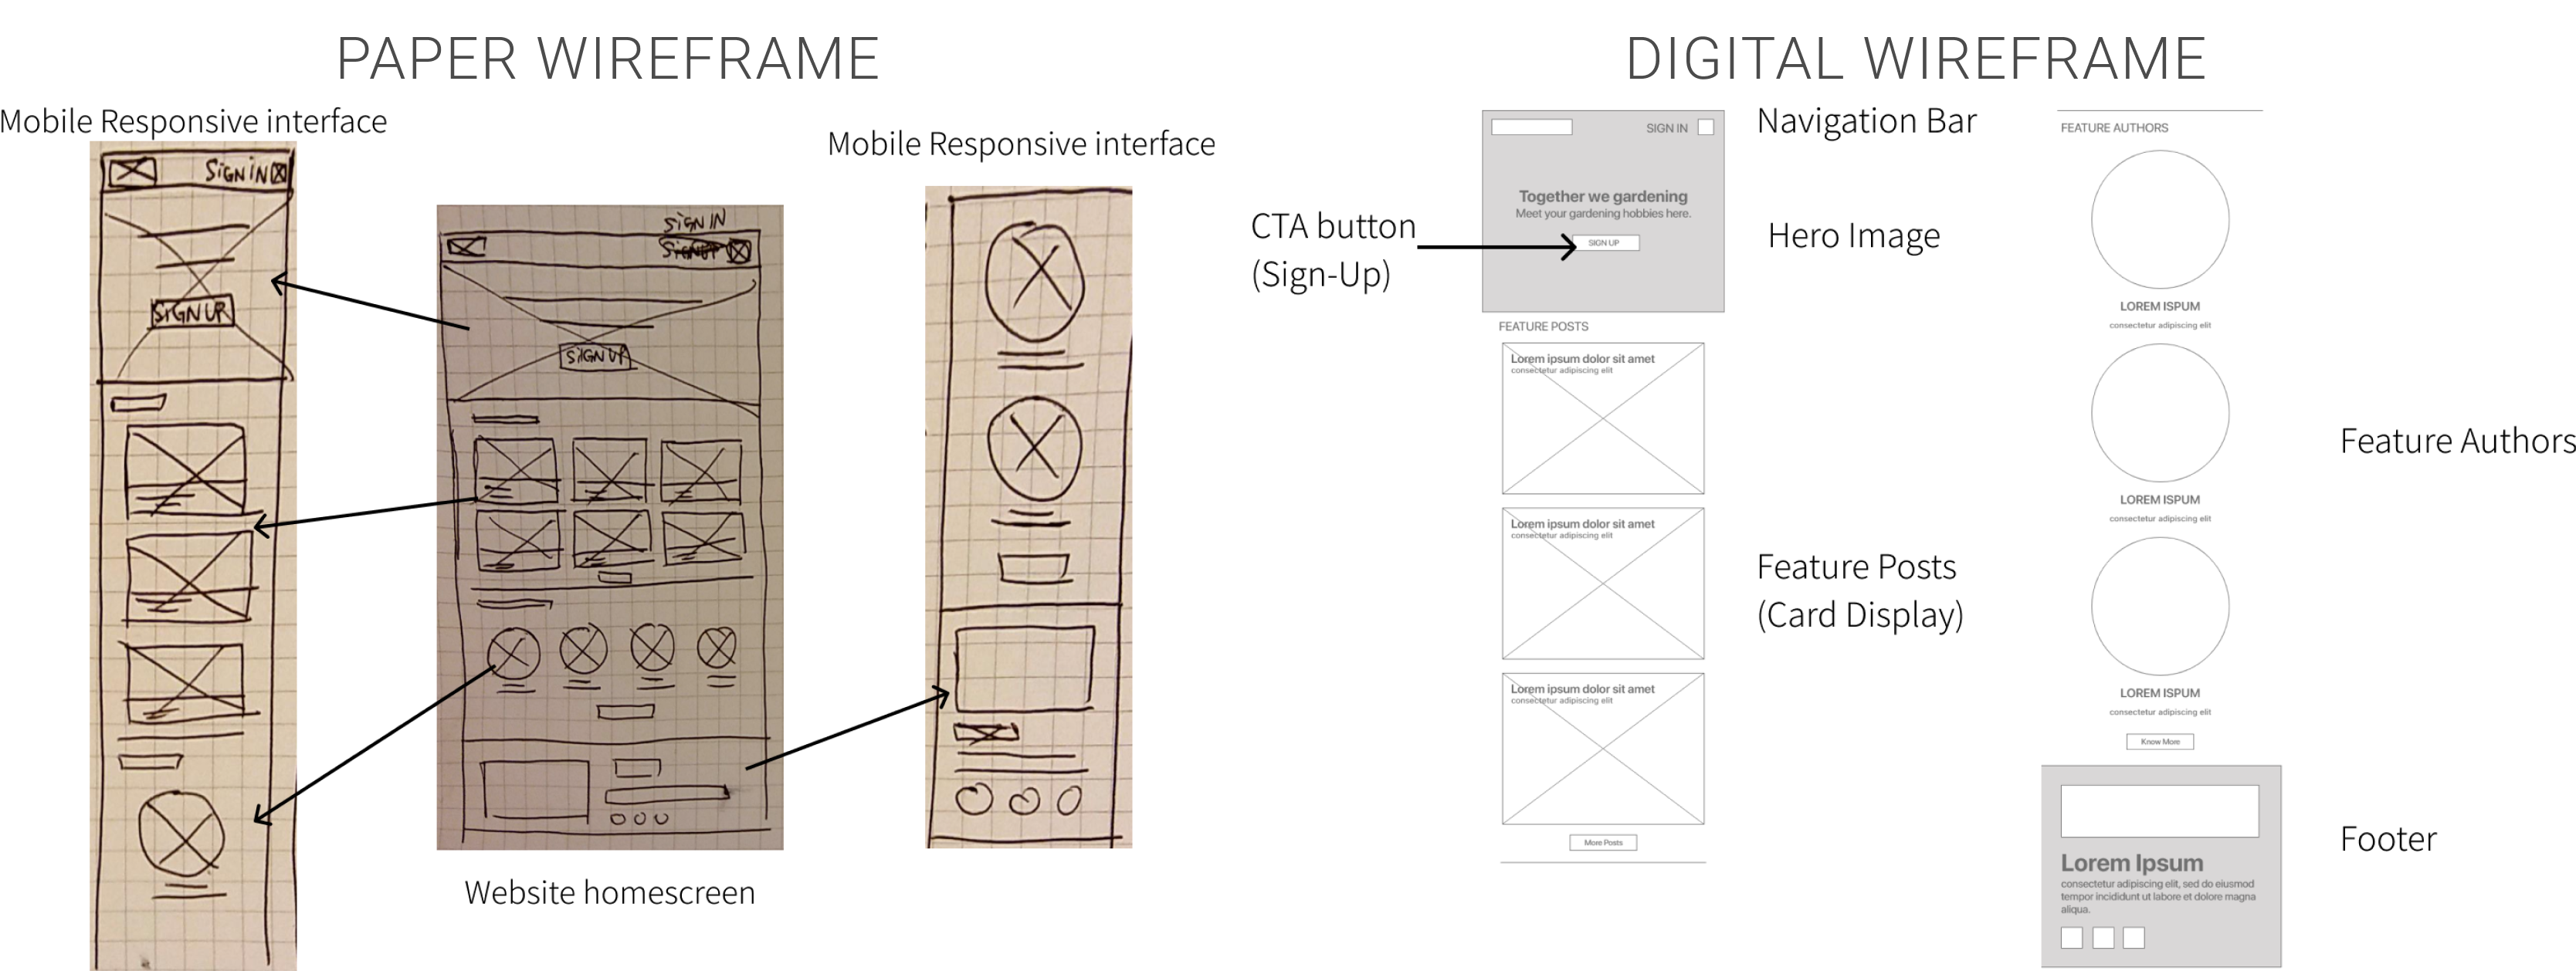 PAPER WIREFRAME
Mobile Responsive interface
SIGN IN
SIGN UP
SIGN IN
SIGN UP
SIGN UP
Website homescreen
Mobile Responsive interface
DIGITAL WIREFRAME
CTA button
(Sign-Up)
SIGN IN
Together we gardening
Meet your gardening hobbies here.
SIGN UP
Navigation Bar
Hero Image
FEATURE POSTS
Lorem ipsum dolor sit amet
consectetur adipiscing elit
Lorem ipsum dolor sit amet
consectetur adipiscing elit
Lorem ipsum dolor sit amet
consectetur adipiscing elit
More Posts
Feature Posts
(Card Display)
FEATURE AUTHORS
LOREM ISPUM
consectetur adipiscing elit
LOREM ISPUM
consectetur adipiscing elit
LOREM ISPUM
consectetur adipiscing elit
Know More
Feature Authors
Lorem Ipsum
consectetur adipiscing elit, sed do eiusmod
tempor incididunt ut labore et dolore magna
aliqua.
Footer